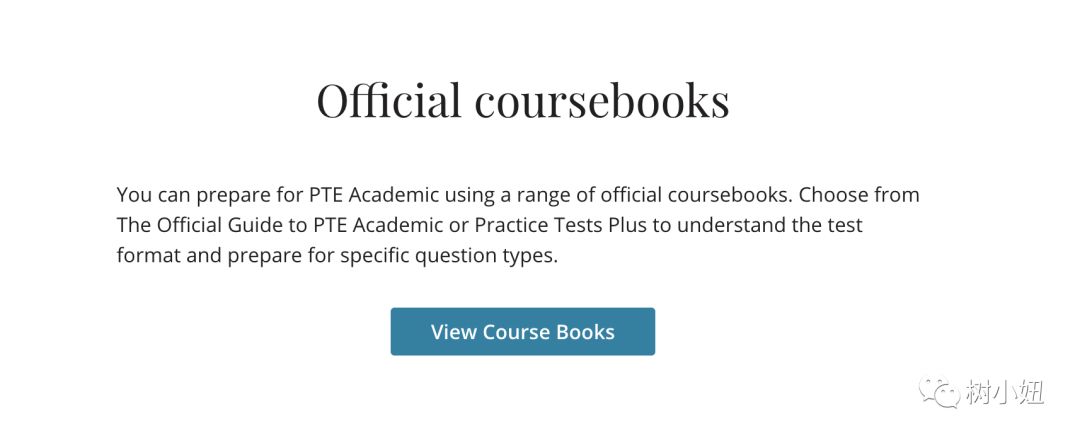 Official coursebooks
You can prepare for PTE Academic using a range of official coursebooks. Choose from
The Official Guide to PTE Academic or Practice Tests Plus to understand the test
format and prepare for specific question types.
View Course Books
树小妞